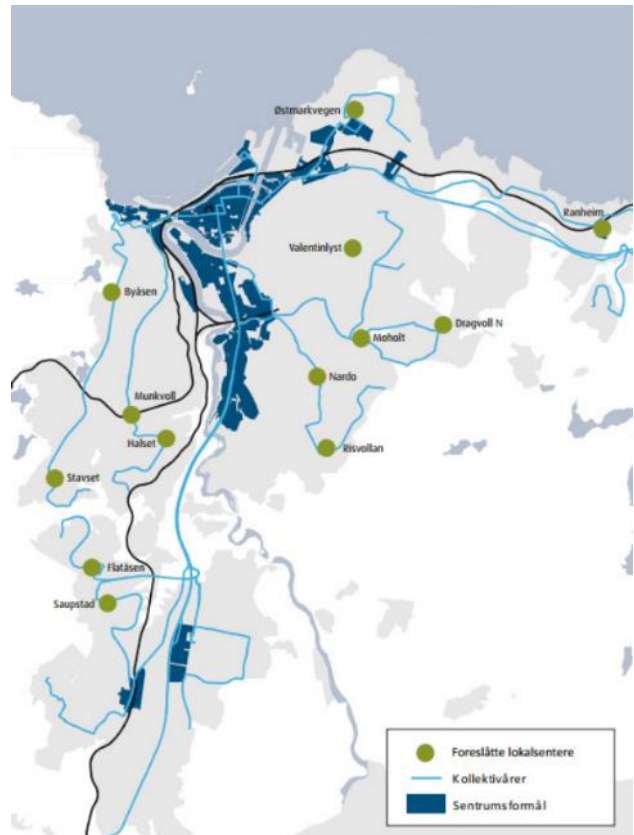 Østmarkvegen
Ranheim
Valentinlyst
Byåsen
Dragvoll N
Moholt
Nardo
Munkvoll
Halset
Risvollan
Stavset
Flatåsen
Saupstad
Foreslåtte lokalsentere
Kollektivårer
Sentrumsformål